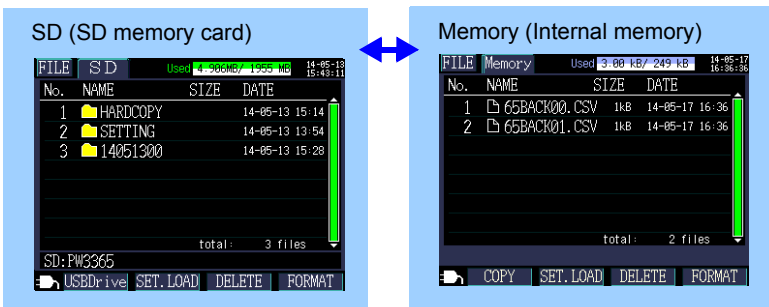 SD (SD memory card)
FILE SD Used 4.906MB/ 1955 MB 14-05-13 15:43:11
No. NAME SIZE DATE
1 HARDCOPY 14-05-13 15:14
2 SETTING 14-05-13 13:54
3 14051300 14-05-13 15:28
total: 3 files
SD:PW3365
USBDrive SET.LOAD DELETE FORMAT
Memory (Internal memory)
FILE Memory Used 3.00 kB/ 249 kB 14-05-17 16:36:36
No. NAME SIZE DATE
1 65BACK00.CSV 1kB 14-05-17 16:36
2 65BACK01.CSV 1kB 14-05-17 16:36
total: 2 files
COPY SET.LOAD DELETE FORMAT